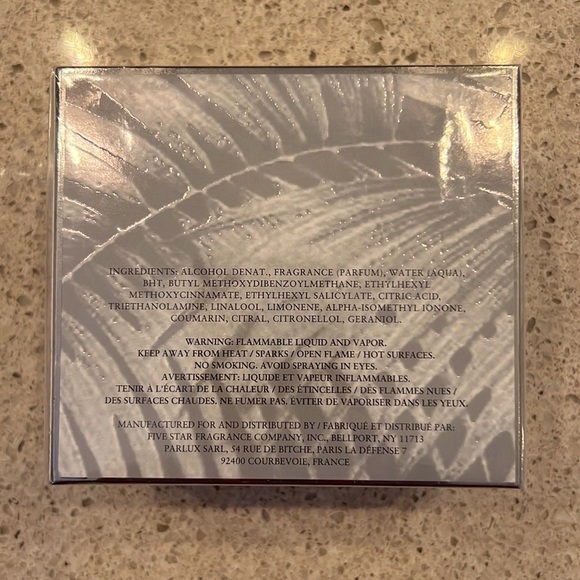 INGREDIENTS: ALCOHOL DENAT., FRAGRANCE (PARFUM), WATER (AQUA),
BHT, BUTYL METHOXYDIBENZOYLMETHANE, ETHYLHEXYL
METHOXYCINNAMATE, ETHYLHEXYL SALICYLATE, CITRIC ACID,
TRIETHANOLAMINE, LINALOOL, LIMONENE, ALPHA-ISOMETHYL IONONE,
COUMARIN, CITRAL, CITRONELLOL, GERANIOL.
WARNING: FLAMMABLE LIQUID AND VAPOR.
KEEP AWAY FROM HEAT / SPARKS / OPEN FLAME / HOT SURFACES.
NO SMOKING. AVOID SPRAYING IN EYES.
AVERTISSEMENT: LIQUIDE ET VAPEUR INFLAMMABLES.
TENIR À L'ÉCART DE LA CHALEUR / DES ÉTINCELLES / DES FLAMMES NUES /
DES SURFACES CHAUDES. NE FUMER PAS. ÉVITER DE VAPORISER DANS LES YEUX.
MANUFACTURED FOR AND DISTRIBUTED BY / FABRIQUÉ ET DISTRIBUÉ PAR:
FIVE STAR FRAGRANCE COMPANY, INC., BELLPORT, NY 11713
PARLUX SARL, 54 RUE DE BITCHE, PARIS LA DÉFENSE 7
92400 COURBEVOIE, FRANCE